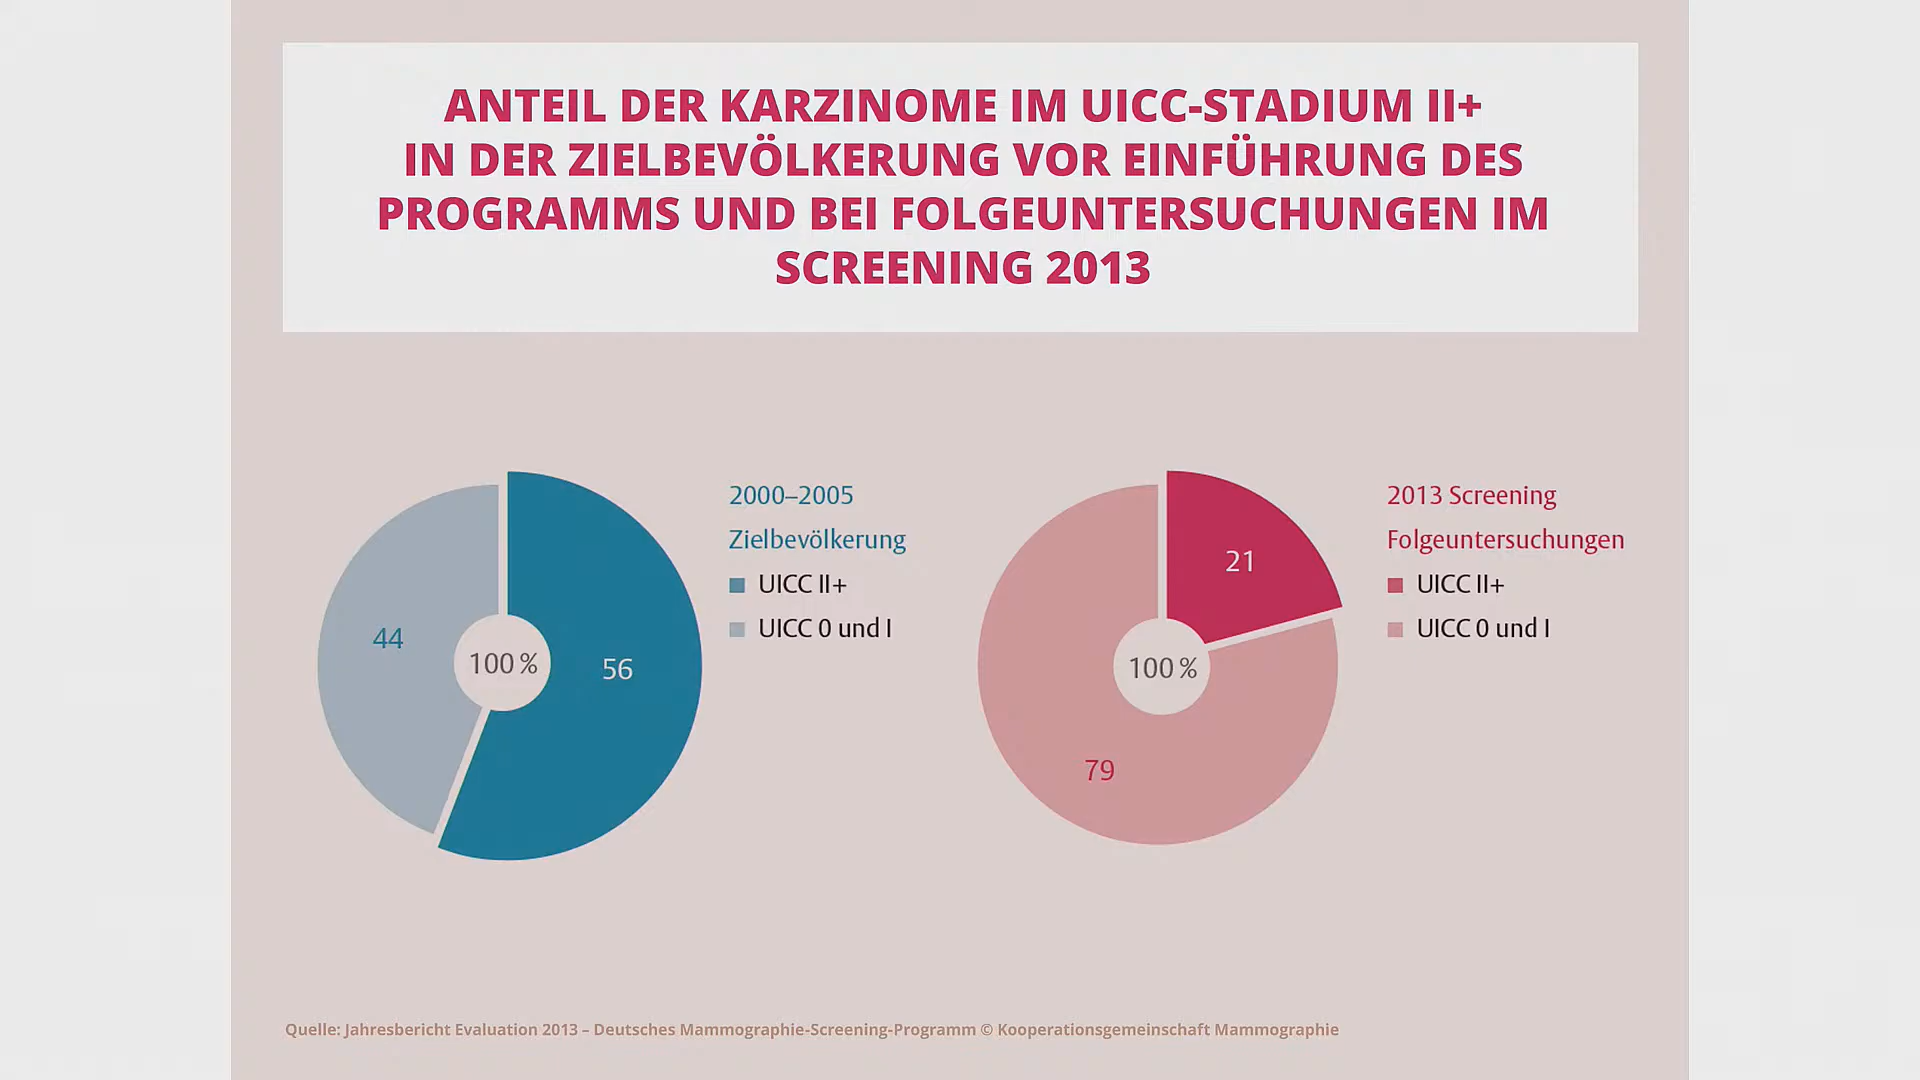 ANTEIL DER KARZINOME IM UICC-STADIUM II+
IN DER ZIELBEVÖLKERUNG VOR EINFÜHRUNG DES
PROGRAMMS UND BEI FOLGEUNTERSUCHUNGEN IM
SCREENING 2013
2000–2005
Zielbevölkerung
UICC II+
UICC 0 und I
44
100 %
56
2013 Screening
Folgeuntersuchungen
UICC II+
UICC 0 und I
21
100 %
79
Quelle: Jahresbericht Evaluation 2013 – Deutsches Mammographie-Screening-Programm © Kooperationsgemeinschaft Mammographie